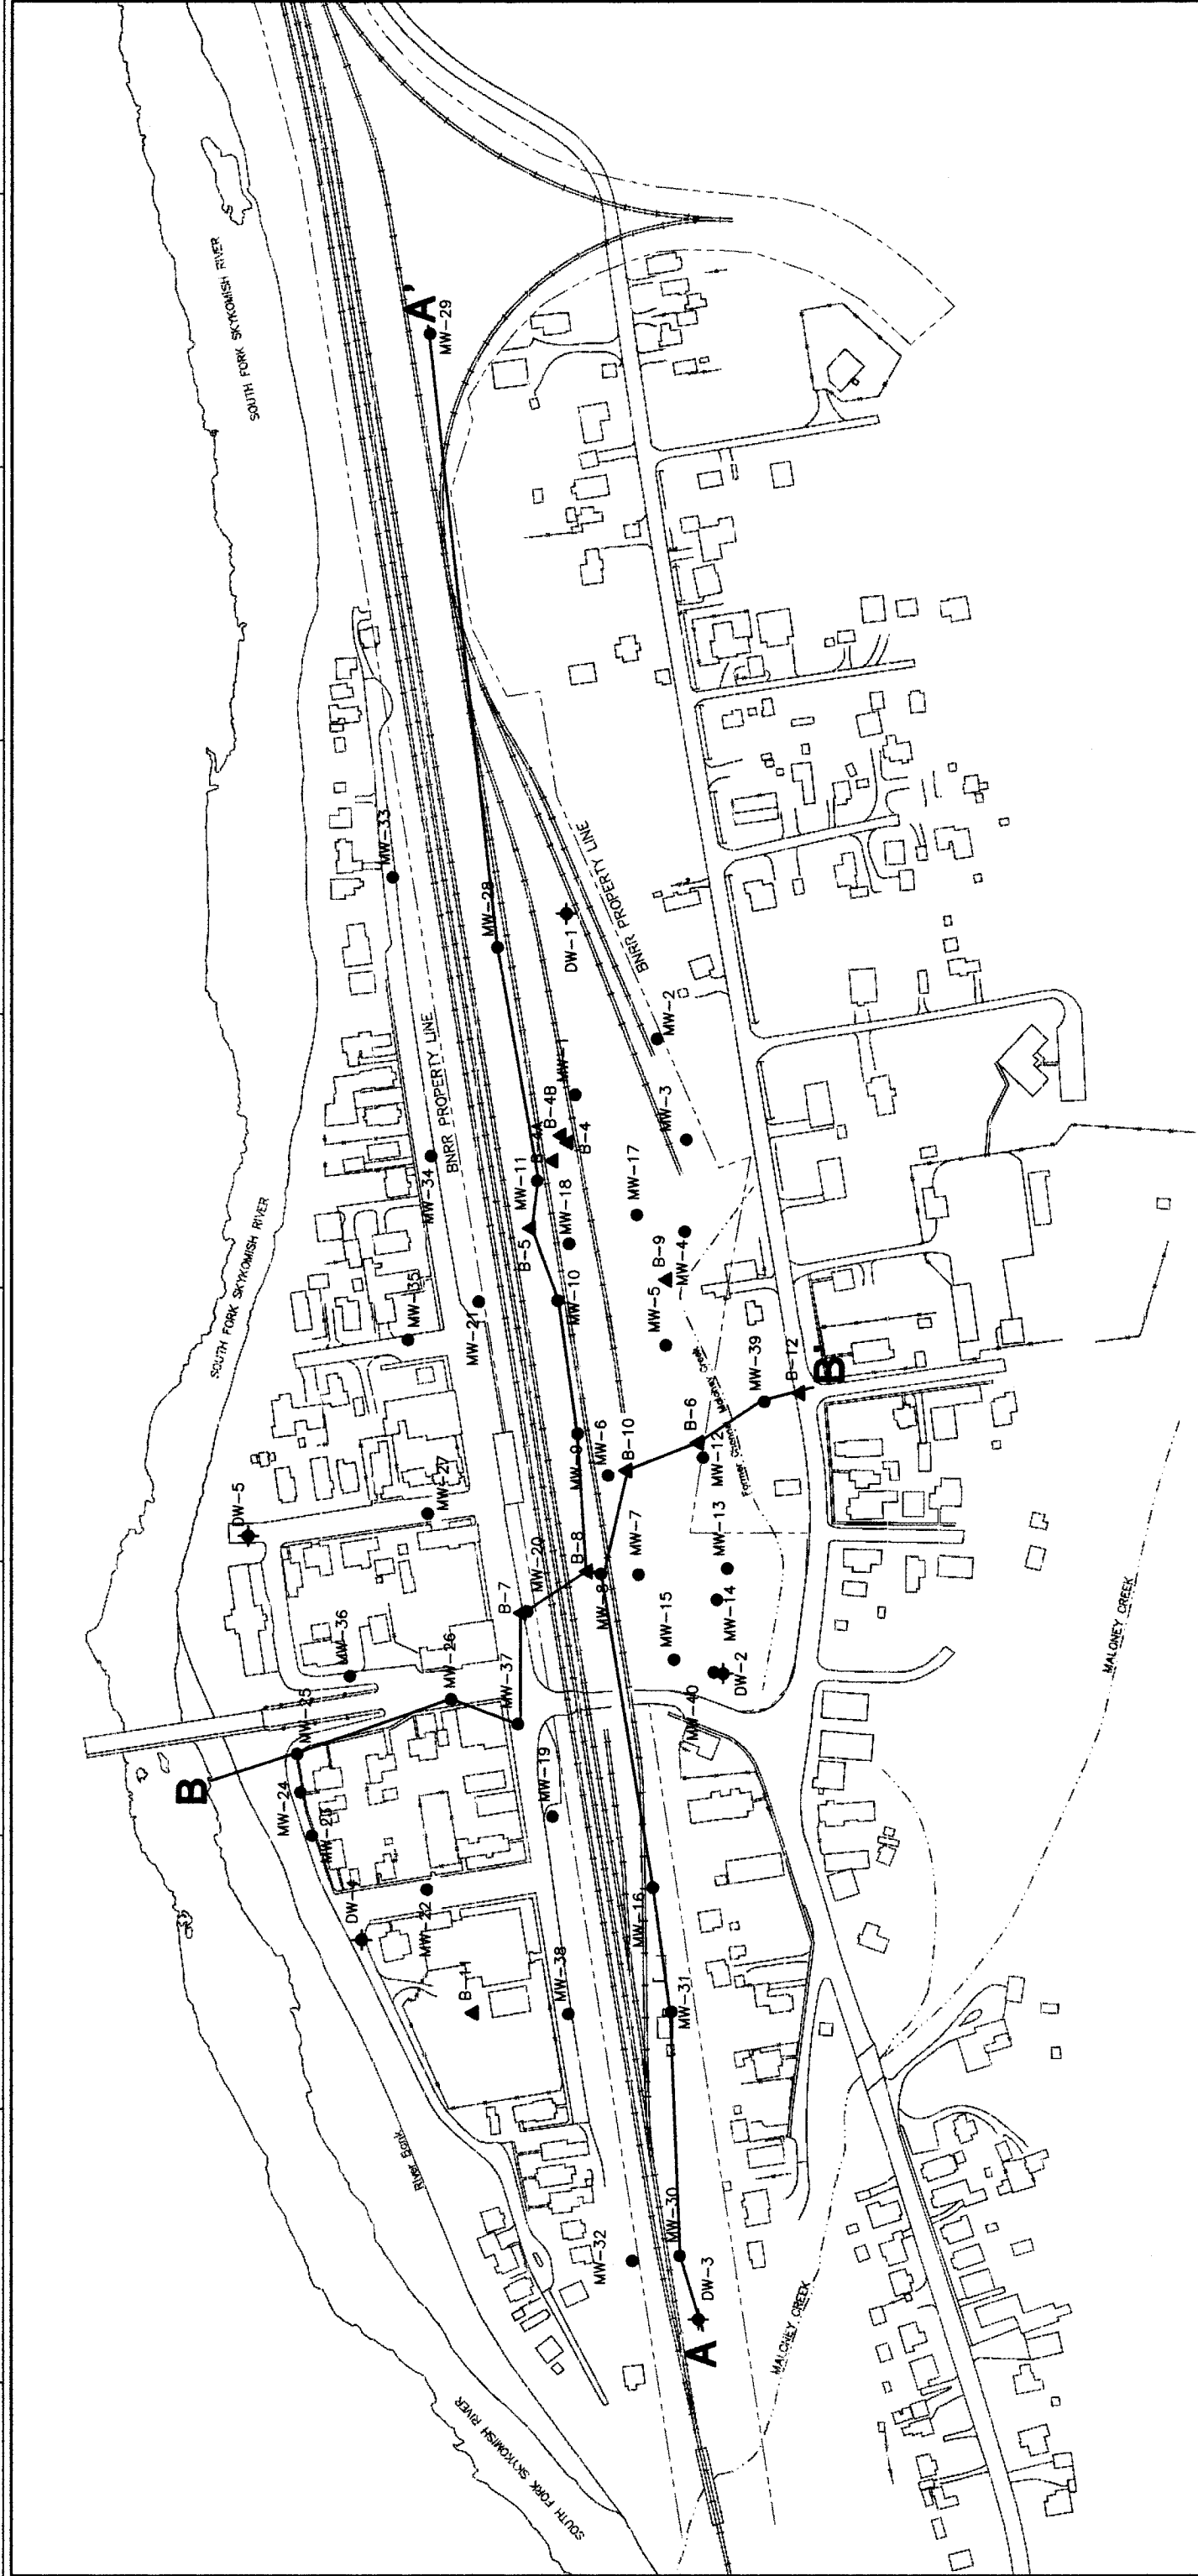 SOUTH FORK SKYKOMISH RIVER
SOUTH FORK SKYKOMISH RIVER
A'
MW-29
MW-33
MW-28
DW-1
BNRR PROPERTY LINE
MW-2
BNRR PROPERTY LINE
MW-34
MW-1
B-4B
B-4A
B-4
MW-3
MW-11
MW-18
MW-17
B-5
SOUTH FORK SKYKOMISH RIVER
MW-35
MW-21
MW-10
B-9
MW-4
MW-5
MW-39
B-12
B'
Former Channel Maloney Creek
B-6
MW-12
B-10
MW-6
MW-9
DW-5
MW-27
MW-20
B-8
B-7
MW-8
MW-7
MW-13
MW-14
MW-15
DW-2
MW-40
MW-36
MW-26
MW-37
MW-25
B
MW-24
MW-23
MW-19
DW-4
MW-22
B-11
MW-38
MW-16
MW-31
MALONEY CREEK
River Bank
MW-32
MW-30
DW-3
A
MALONEY CREEK
SOUTH FORK SKYKOMISH RIVER